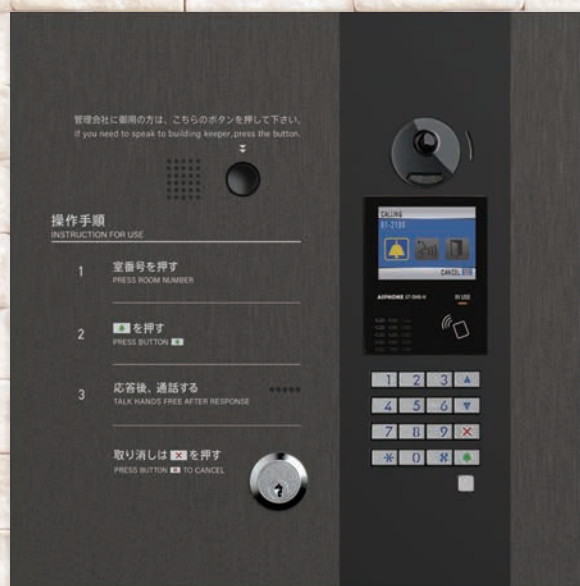 管理会社に御用の方は、こちらのボタンを押して下さい。
If you need to speak to building keeper,press the button.
操作手順
INSTRUCTION FOR USE
1 室番号を押す
PRESS ROOM NUMBER
2 を押す
PRESS BUTTON
3 応答後、通話する
TALK HANDS FREE AFTER RESPONSE
取り消しは X を押す
PRESS BUTTON X TO CANCEL
CALLING
CANCEL
AIPHONE
IN USE
1 2 3
4 5 6
7 8 9 X
* 0